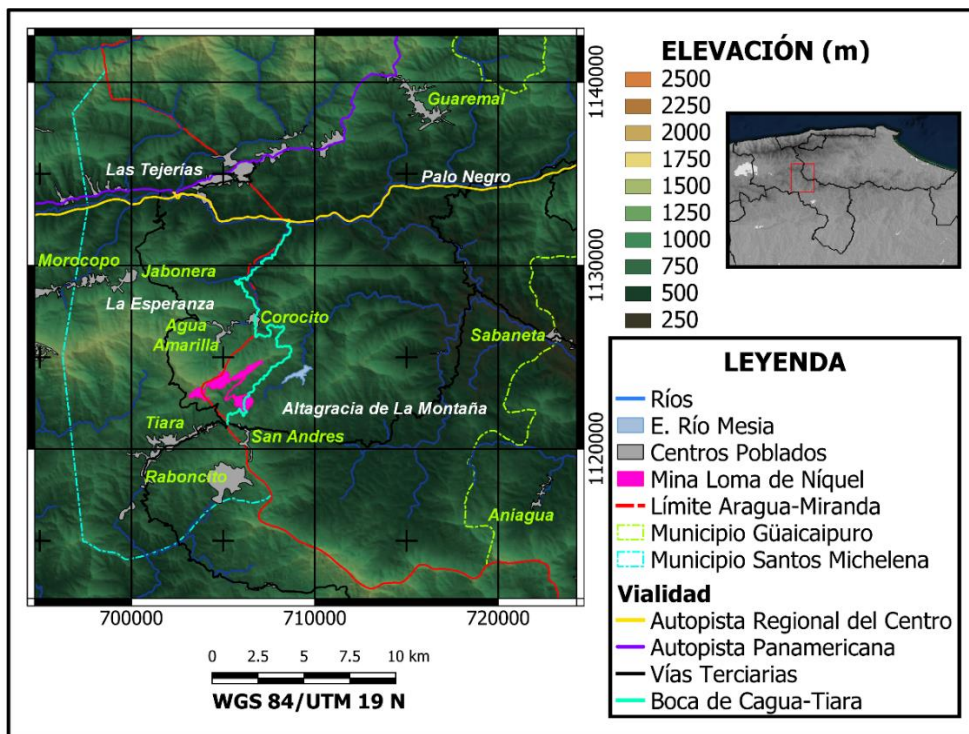 Guaremal
Las Tejerías
Palo Negro
Morocopo
Jabonera
La Esperanza
Agua
Amarilla
Corocito
Sabaneta
Altagracia de La Montaña
Tiara
San Andres
Raboncito
Aniagua
1140000
1130000
1120000
700000
710000
720000
0 2.5 5 7.5 10 km
WGS 84/UTM 19 N
ELEVACIÓN (m)
2500
2250
2000
1750
1500
1250
1000
750
500
250
LEYENDA
Ríos
E. Río Mesia
Centros Poblados
Mina Loma de Níquel
Límite Aragua-Miranda
Municipio Güaicaipuro
Municipio Santos Michelena
Vialidad
Autopista Regional del Centro
Autopista Panamericana
Vías Terciarias
Boca de Cagua-Tiara